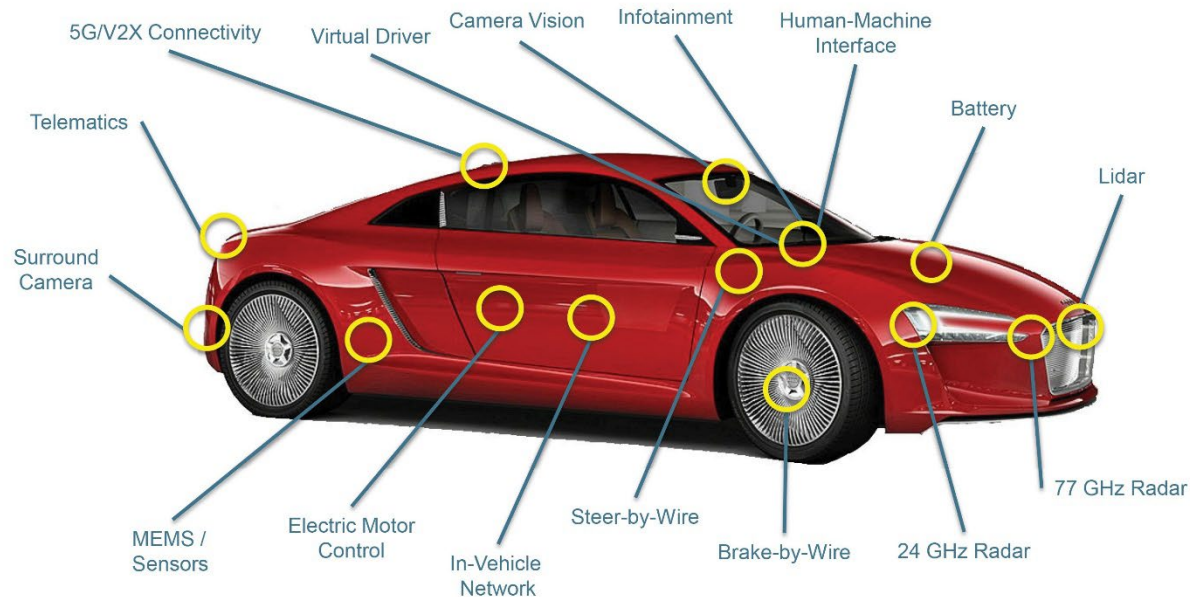 5G/V2X Connectivity
Virtual Driver
Camera Vision
Infotainment
Human-Machine
Interface
Telematics
Battery
Lidar
Surround
Camera
MEMS /
Sensors
Electric Motor
Control
In-Vehicle
Network
Steer-by-Wire
Brake-by-Wire
24 GHz Radar
77 GHz Radar